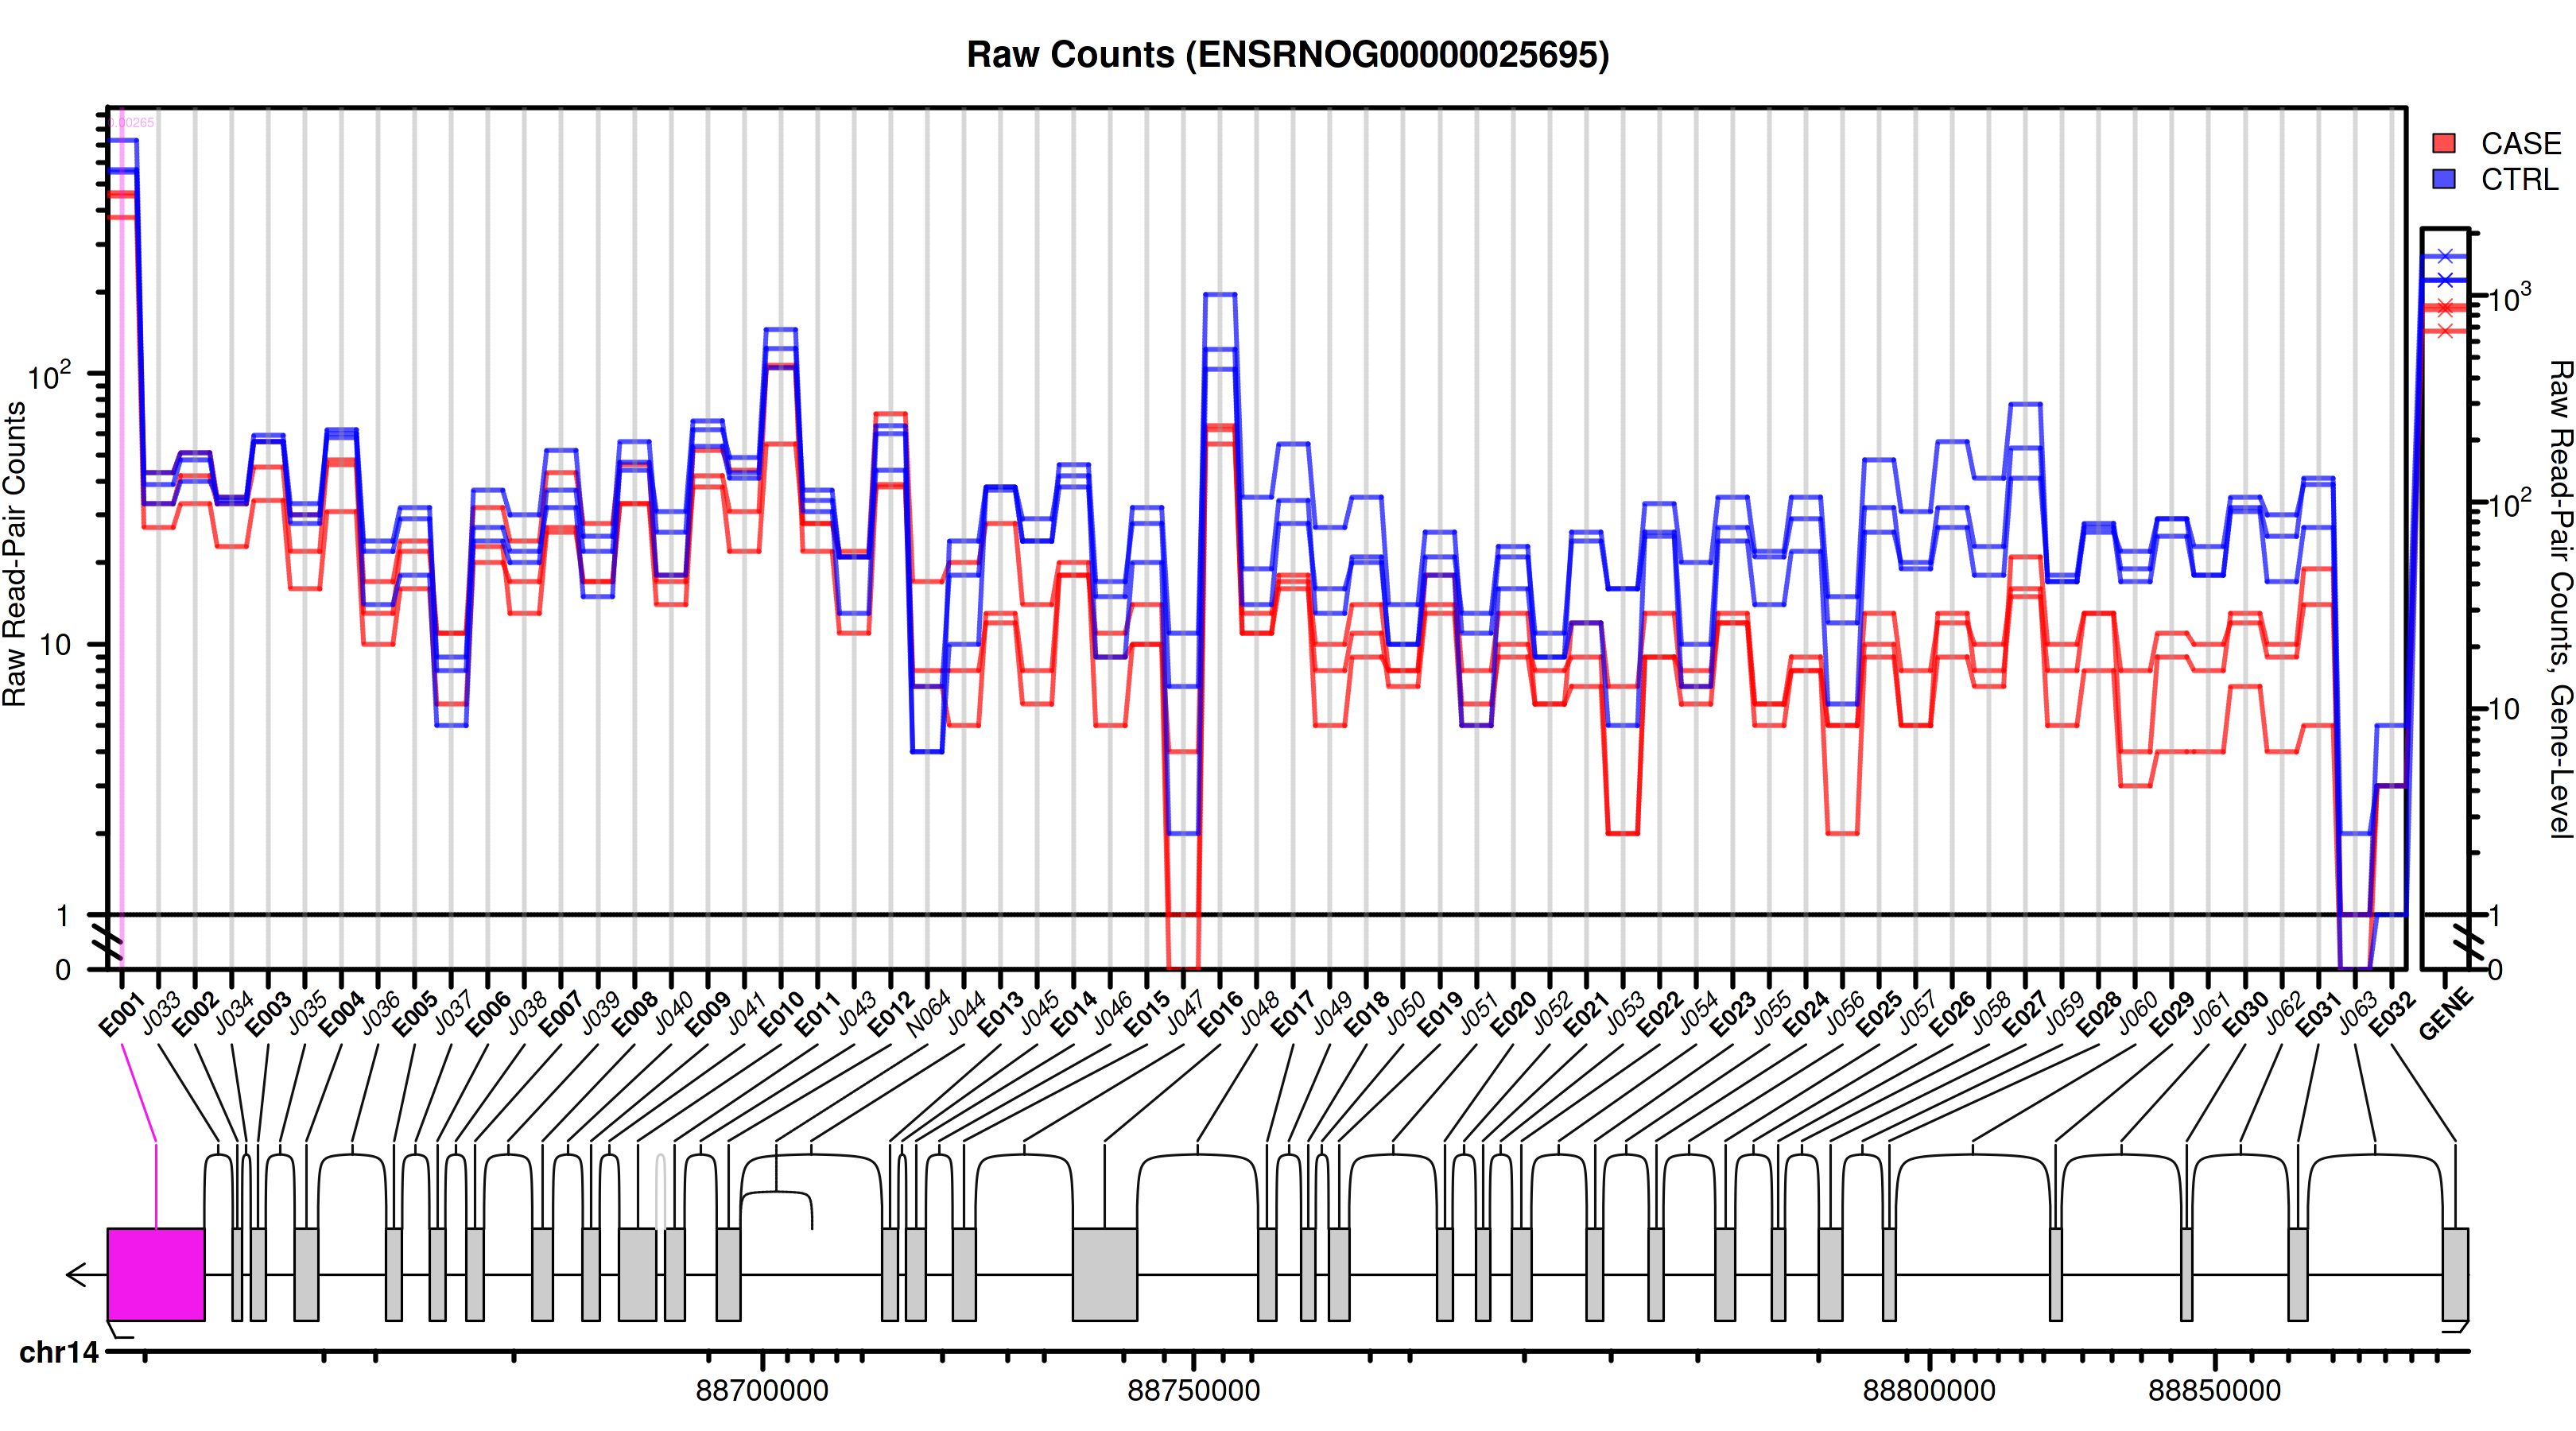 Raw Counts (ENSRNOG00000025695)
0.00265
CASE
CTRL
Raw Read-Pair Counts
10²
10
1
0
10³
10²
10
1
0
Raw Read-Pair Counts, Gene-Level
E001 J033 E002 J034 E003 J035 E004 J036 E005 J037 E006 J038 E007 J039 E008 J040 E009 J041 E010 E011 J043 E012 N064 J044 E013 J045 E014 J046 E015 J047 E016 J048 E017 J049 E018 J050 E019 J051 E020 J052 E021 J053 E022 J054 E023 J055 E024 J056 E025 J057 E026 J058 E027 J059 E028 J060 E029 J061 E030 J062 E031 J063 E032 GENE
chr14
88700000 88750000 88800000 88850000